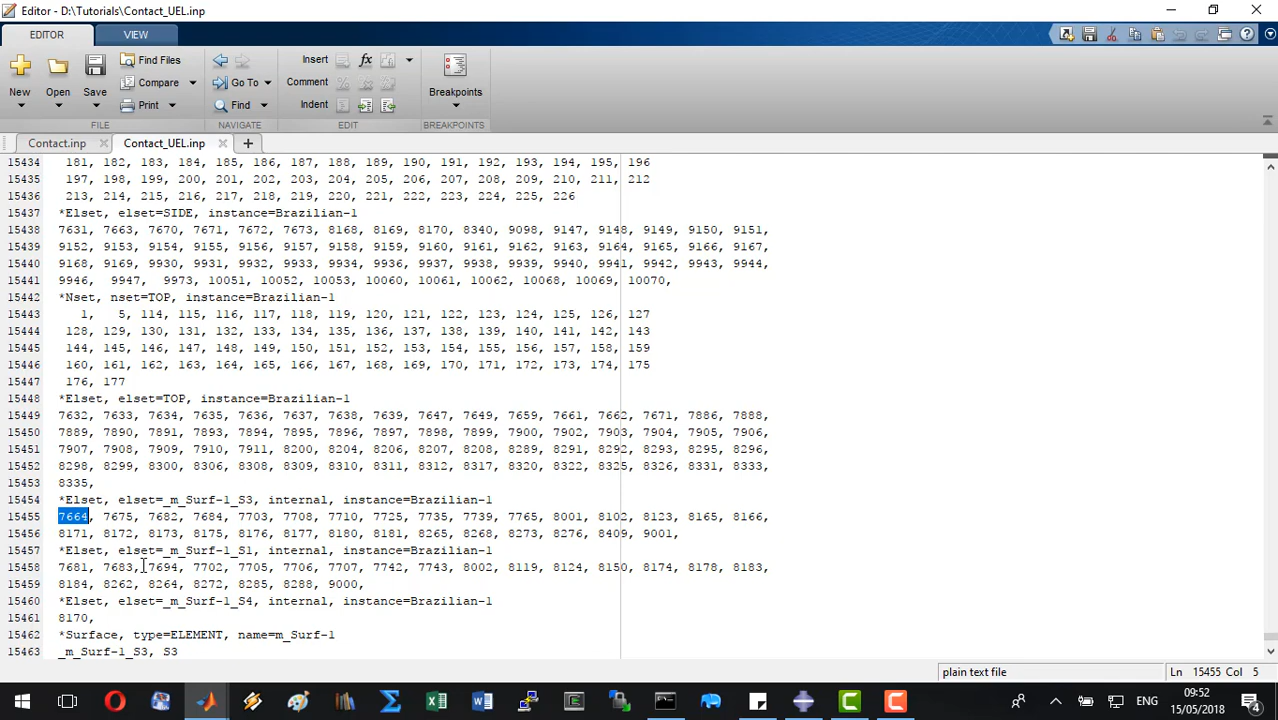 Editor - D:\Tutorials\Contact_UEL.inp
EDITOR VIEW
New Open Save Find Files Compare Print Go To Find Insert fx Comment Indent Breakpoints
FILE NAVIGATE EDIT BREAKPOINTS
Contact.inp Contact_UEL.inp
15434 181, 182, 183, 184, 185, 186, 187, 188, 189, 190, 191, 192, 193, 194, 195, 196
15435 197, 198, 199, 200, 201, 202, 203, 204, 205, 206, 207, 208, 209, 210, 211, 212
15436 213, 214, 215, 216, 217, 218, 219, 220, 221, 222, 223, 224, 225, 226
15437 *Elset, elset=SIDE, instance=Brazilian-1
15438 7631, 7663, 7670, 7671, 7672, 7673, 8168, 8169, 8170, 8340, 9098, 9147, 9148, 9149, 9150, 9151,
15439 9152, 9153, 9154, 9155, 9156, 9157, 9158, 9159, 9160, 9161, 9162, 9163, 9164, 9165, 9166, 9167,
15440 9168, 9169, 9930, 9931, 9932, 9933, 9934, 9936, 9937, 9938, 9939, 9940, 9941, 9942, 9943, 9944,
15441 9946, 9947, 9973, 10051, 10052, 10053, 10060, 10061, 10062, 10068, 10069, 10070,
15442 *Nset, nset=TOP, instance=Brazilian-1
15443 1, 5, 114, 115, 116, 117, 118, 119, 120, 121, 122, 123, 124, 125, 126, 127
15444 128, 129, 130, 131, 132, 133, 134, 135, 136, 137, 138, 139, 140, 141, 142, 143
15445 144, 145, 146, 147, 148, 149, 150, 151, 152, 153, 154, 155, 156, 157, 158, 159
15446 160, 161, 162, 163, 164, 165, 166, 167, 168, 169, 170, 171, 172, 173, 174, 175
15447 176, 177
15448 *Elset, elset=TOP, instance=Brazilian-1
15449 7632, 7633, 7634, 7635, 7636, 7637, 7638, 7639, 7647, 7649, 7659, 7661, 7662, 7671, 7886, 7888,
15450 7889, 7890, 7891, 7893, 7894, 7895, 7896, 7897, 7898, 7899, 7900, 7902, 7903, 7904, 7905, 7906,
15451 7907, 7908, 7909, 7910, 7911, 8200, 8204, 8206, 8207, 8208, 8289, 8291, 8292, 8293, 8295, 8296,
15452 8298, 8299, 8300, 8306, 8308, 8309, 8310, 8311, 8312, 8317, 8320, 8322, 8325, 8326, 8331, 8333,
15453 8335,
15454 *Elset, elset=_m_Surf-1_S3, internal, instance=Brazilian-1
15455 7664, 7675, 7682, 7684, 7703, 7708, 7710, 7725, 7735, 7739, 7765, 8001, 8102, 8123, 8165, 8166,
15456 8171, 8172, 8173, 8175, 8176, 8177, 8180, 8181, 8265, 8268, 8273, 8276, 8409, 9001,
15457 *Elset, elset=_m_Surf-1_S1, internal, instance=Brazilian-1
15458 7681, 7683, 7694, 7702, 7705, 7706, 7707, 7742, 7743, 8002, 8119, 8124, 8150, 8174, 8178, 8183,
15459 8184, 8262, 8264, 8272, 8285, 8288, 9000,
15460 *Elset, elset=_m_Surf-1_S4, internal, instance=Brazilian-1
15461 8170,
15462 *Surface, type=ELEMENT, name=m_Surf-1
15463 _m_Surf-1_S3, S3
plain text file Ln 15455 Col 5
ENG 09:52 15/05/2018 4